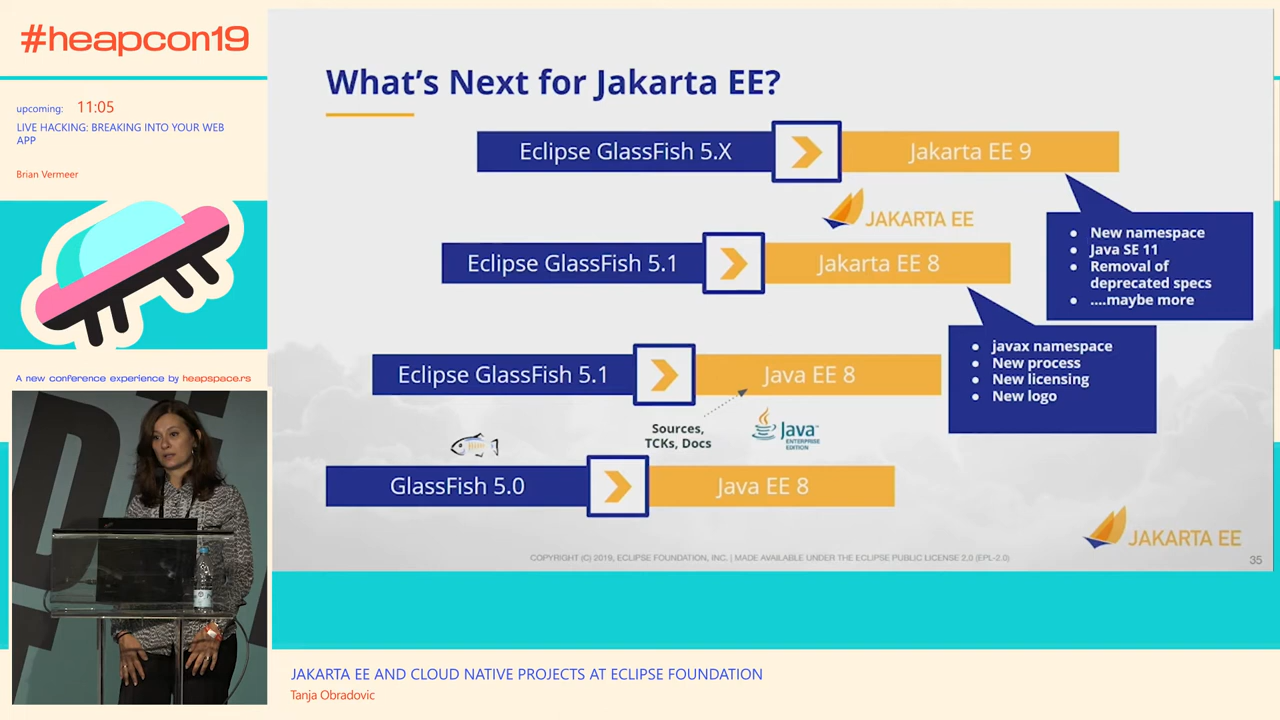 #heapcon19
upcoming: 11:05
LIVE HACKING: BREAKING INTO YOUR WEB
APP
Brian Vermeer
A new conference experience by heapspace.rs
What's Next for Jakarta EE?
Eclipse GlassFish 5.X
Jakarta EE 9
JAKARTA EE
● New namespace
● Java SE 11
● Removal of
deprecated specs
● ....maybe more
Eclipse GlassFish 5.1
Jakarta EE 8
● javax namespace
● New process
● New licensing
● New logo
Eclipse GlassFish 5.1
Java EE 8
Sources,
TCKs, Docs
Java™
ENTERPRISE
EDITION
GlassFish 5.0
Java EE 8
JAKARTA EE
COPYRIGHT (C) 2019, ECLIPSE FOUNDATION, INC. | MADE AVAILABLE UNDER THE ECLIPSE PUBLIC LICENSE 2.0 (EPL-2.0)
35
JAKARTA EE AND CLOUD NATIVE PROJECTS AT ECLIPSE FOUNDATION
Tanja Obradovic